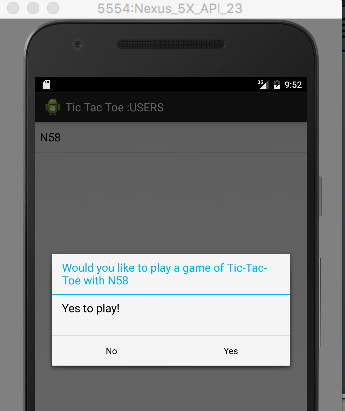 5554:Nexus_5X_API_23
3G 9:52
Tic Tac Toe :USERS
N58
Would you like to play a game of Tic-Tac-
Toe with N58
Yes to play!
No Yes